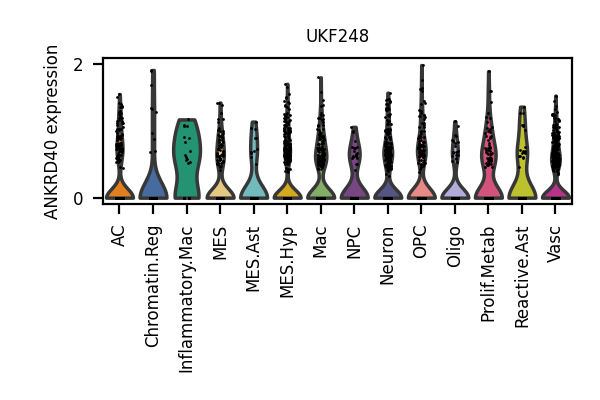 UKF248
ANKRD40 expression
2
0
AC
Chromatin.Reg
Inflammatory.Mac
MES
MES.Ast
MES.Hyp
Mac
NPC
Neuron
OPC
Oligo
Prolif.Metab
Reactive.Ast
Vasc